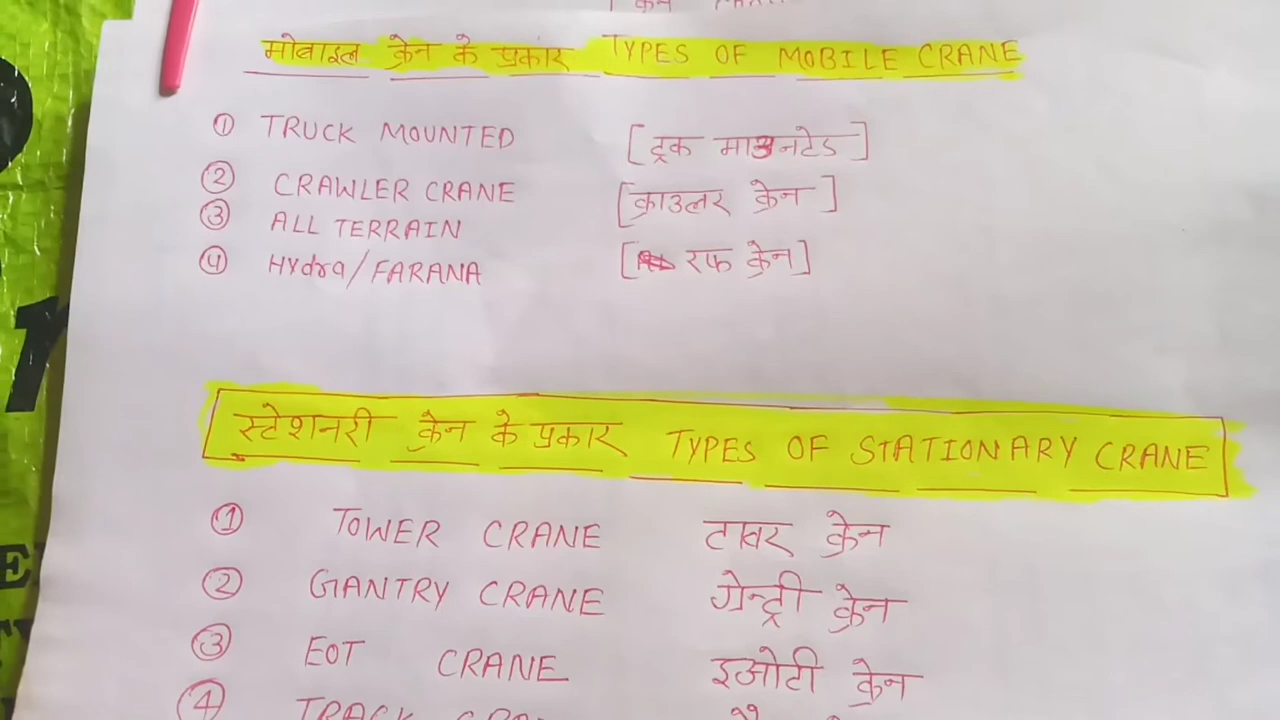 मोबाइल क्रेन के प्रकार TYPES OF MOBILE CRANE
① TRUCK MOUNTED [ट्रक माउनटेड]
② CRAWLER CRANE [क्राउलर क्रेन]
③ ALL TERRAIN
④ Hydra/FARANA [रफ क्रेन]
स्टेशनरी क्रेन के प्रकार TYPES OF STATIONARY CRANE
① TOWER CRANE टावर क्रेन
② GANTRY CRANE गेन्ट्री क्रेन
③ EOT CRANE इओटी क्रेन
④ TRACK